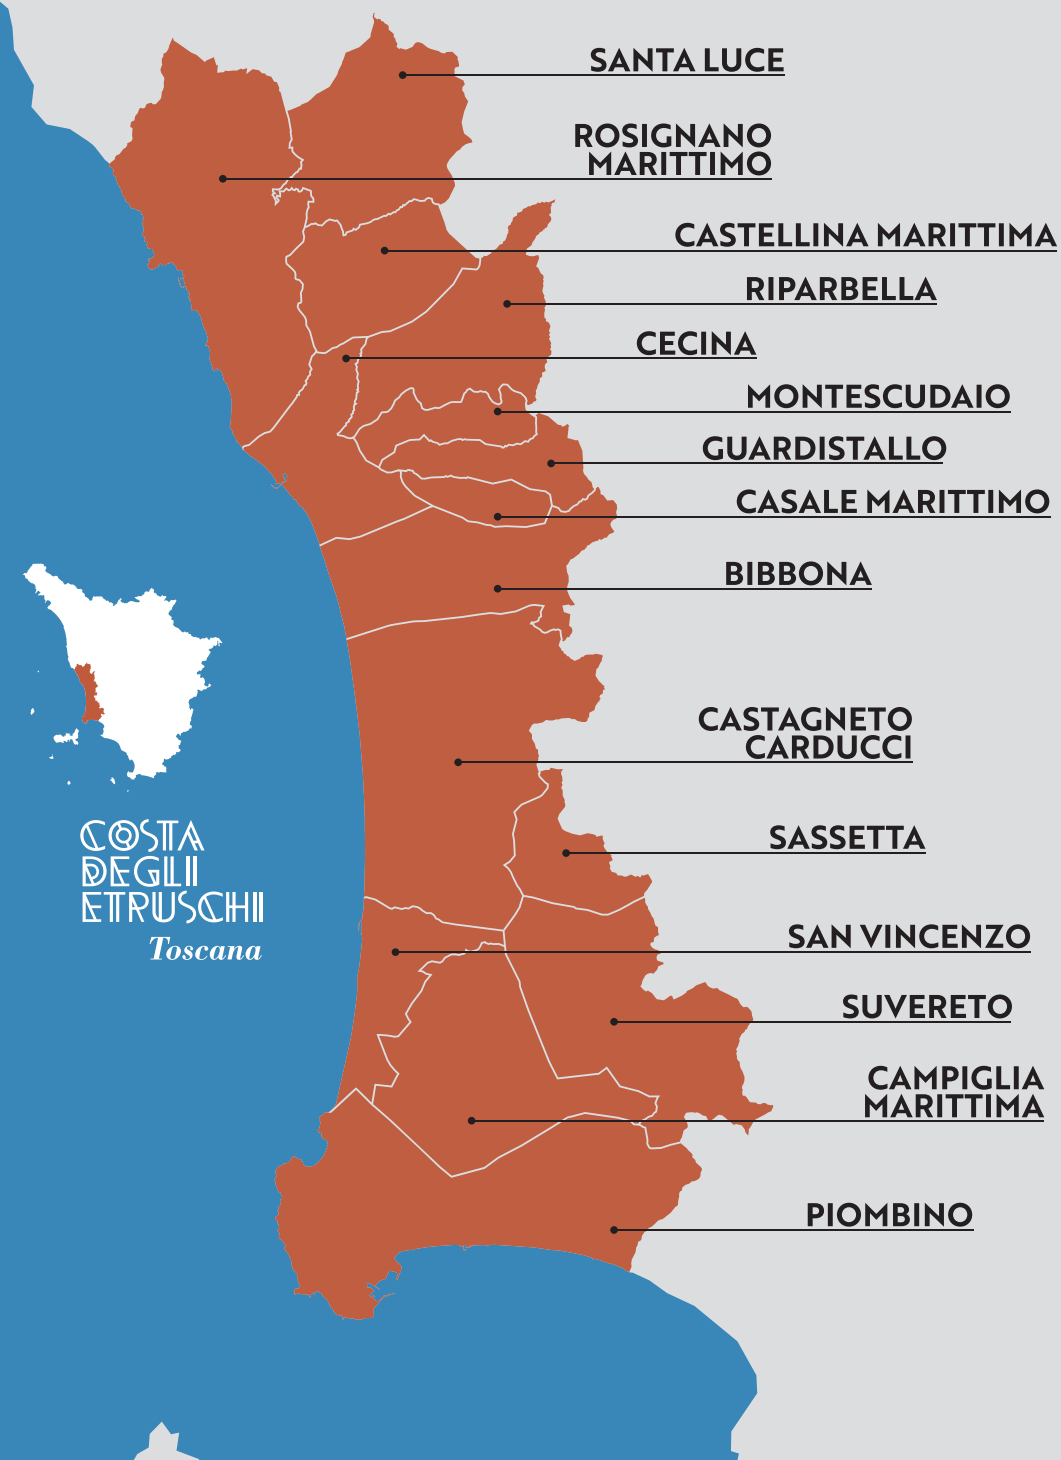 SANTA LUCE
ROSIGNANO
MARITTIMO
CASTELLINA MARITTIMA
RIPARBELLA
CECINA
MONTESCUDAIO
GUARDISTALLO
CASALE MARITTIMO
BIBBONA
CASTAGNETO
CARDUCCI
SASSETTA
SAN VINCENZO
SUVERETO
CAMPIGLIA
MARITTIMA
PIOMBINO
COSTA
DEGLI
ETRUSCHI
Toscana